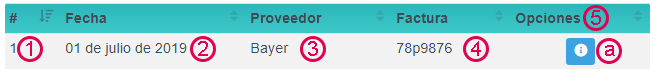 # Fecha Proveedor Factura Opciones 5
1 1 01 de julio de 2019 2 Bayer 3 78p9876 4 i a